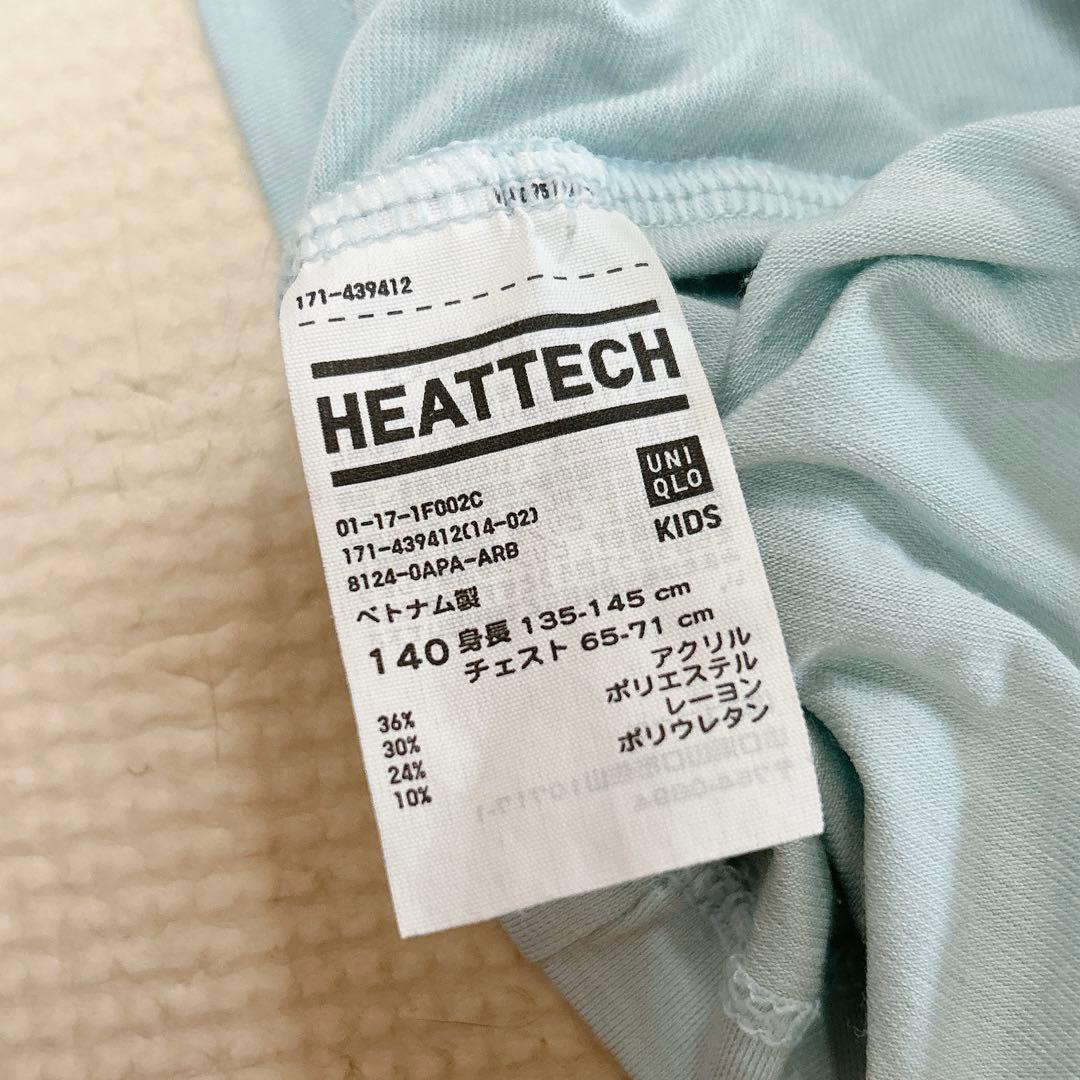 171-439412
HEATTECH
UNI
QLO
KIDS
01-17-1F002C
171-439412(14-02)
8124-0APA-ARB
ベトナム製
140 身長 135-145 cm
チェスト 65-71 cm
36% アクリル
30% ポリエステル
24% レーヨン
10% ポリウレタン